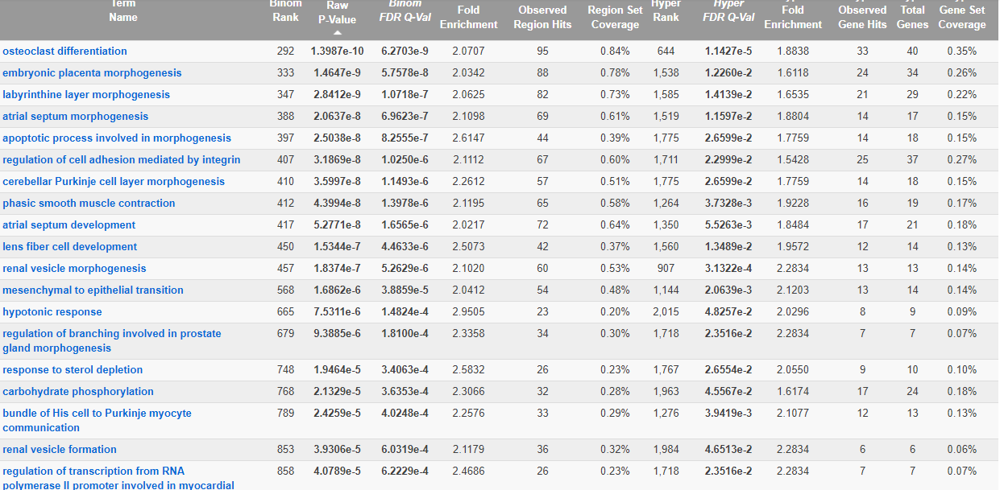 Term Name Binom Rank Raw P-Value Binom FDR Q-Val Fold Enrichment Observed Region Hits Region Set Coverage Hyper Rank Hyper FDR Q-Val Fold Enrichment Observed Gene Hits Total Genes Gene Set Coverage
osteoclast differentiation 292 1.3987e-10 6.2703e-9 2.0707 95 0.84% 644 1.1427e-5 1.8838 33 40 0.35%
embryonic placenta morphogenesis 333 1.4647e-9 5.7578e-8 2.0342 88 0.78% 1,538 1.2260e-2 1.6118 24 34 0.26%
labyrinthine layer morphogenesis 347 2.8412e-9 1.0718e-7 2.0625 82 0.73% 1,585 1.4139e-2 1.6535 21 29 0.22%
atrial septum morphogenesis 388 2.0637e-8 6.9623e-7 2.1098 69 0.61% 1,519 1.1597e-2 1.8804 14 17 0.15%
apoptotic process involved in morphogenesis 397 2.5038e-8 8.2555e-7 2.6147 44 0.39% 1,775 2.6599e-2 1.7759 14 18 0.15%
regulation of cell adhesion mediated by integrin 407 3.1869e-8 1.0250e-6 2.1112 67 0.60% 1,711 2.2999e-2 1.5428 25 37 0.27%
cerebellar Purkinje cell layer morphogenesis 410 3.5997e-8 1.1493e-6 2.2612 57 0.51% 1,775 2.6599e-2 1.7759 14 18 0.15%
phasic smooth muscle contraction 412 4.3994e-8 1.3978e-6 2.1195 65 0.58% 1,264 3.7328e-3 1.9228 16 19 0.17%
atrial septum development 417 5.2771e-8 1.6565e-6 2.0217 72 0.64% 1,350 5.5263e-3 1.8484 17 21 0.18%
lens fiber cell development 450 1.5344e-7 4.4633e-6 2.5073 42 0.37% 1,560 1.3489e-2 1.9572 12 14 0.13%
renal vesicle morphogenesis 457 1.8374e-7 5.2629e-6 2.1020 60 0.53% 907 3.1322e-4 2.2834 13 13 0.14%
mesenchymal to epithelial transition 568 1.6862e-6 3.8859e-5 2.0412 54 0.48% 1,144 2.0639e-3 2.1203 13 14 0.14%
hypotonic response 665 7.5311e-6 1.4824e-4 2.9505 23 0.20% 2,015 4.8257e-2 2.0296 8 9 0.09%
regulation of branching involved in prostate 679 9.3885e-6 1.8100e-4 2.3358 34 0.30% 1,718 2.3516e-2 2.2834 7 7 0.07%
gland morphogenesis
response to sterol depletion 748 1.9464e-5 3.4063e-4 2.5832 26 0.23% 1,767 2.6554e-2 2.0550 9 10 0.10%
carbohydrate phosphorylation 768 2.1329e-5 3.6353e-4 2.3066 32 0.28% 1,963 4.5567e-2 1.6174 17 24 0.18%
bundle of His cell to Purkinje myocyte 789 2.4259e-5 4.0248e-4 2.2576 33 0.29% 1,276 3.9419e-3 2.1077 12 13 0.13%
communication
renal vesicle formation 853 3.9306e-5 6.0319e-4 2.1179 36 0.32% 1,984 4.6513e-2 2.2834 6 6 0.06%
regulation of transcription from RNA 858 4.0789e-5 6.2229e-4 2.4686 26 0.23% 1,718 2.3516e-2 2.2834 7 7 0.07%
polymerase II promoter involved in myocardial